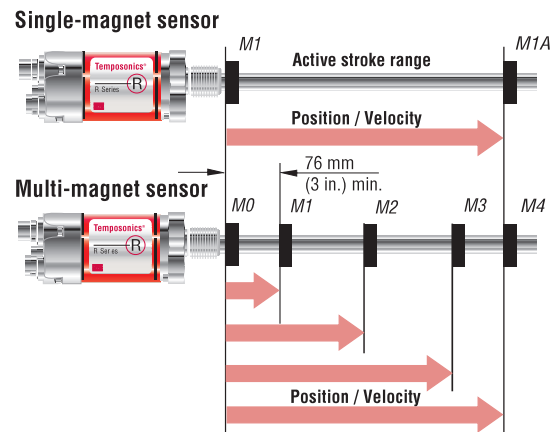 Single-magnet sensor
M1
M1A
Temposonics®
R Series
R
Active stroke range
Position / Velocity
76 mm
(3 in.) min.
Multi-magnet sensor
M0
M1
M2
M3
M4
Temposonics®
R Series
R
Position / Velocity